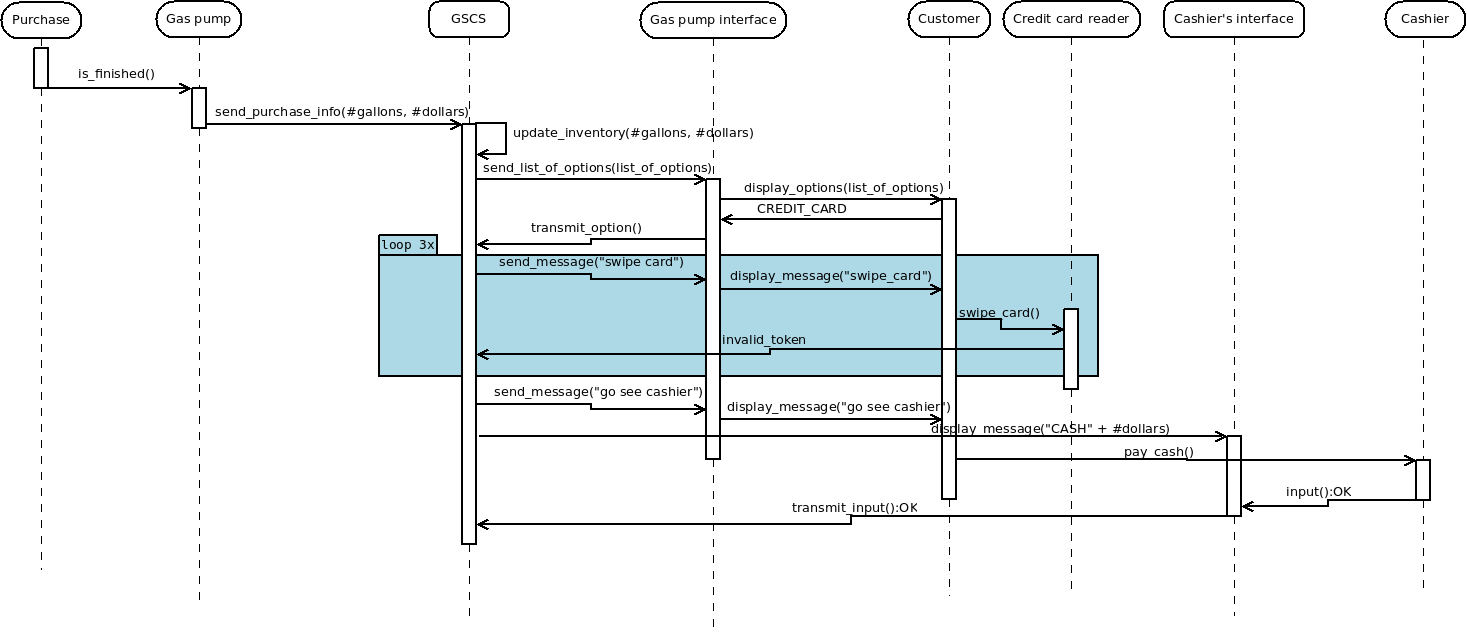 Purchase
Gas pump
GSCS
Gas pump interface
Customer
Credit card reader
Cashier's interface
Cashier
is_finished()
send_purchase_info(#gallons, #dollars)
update_inventory(#gallons, #dollars)
send_list_of_options(list_of_options)
display_options(list_of_options)
CREDIT_CARD
transmit_option()
loop 3x
send_message("swipe card")
display_message("swipe_card")
swipe_card()
invalid_token
send_message("go see cashier")
display_message("go see cashier")
display_message("CASH" + #dollars)
pay_cash()
input():OK
transmit_input():OK